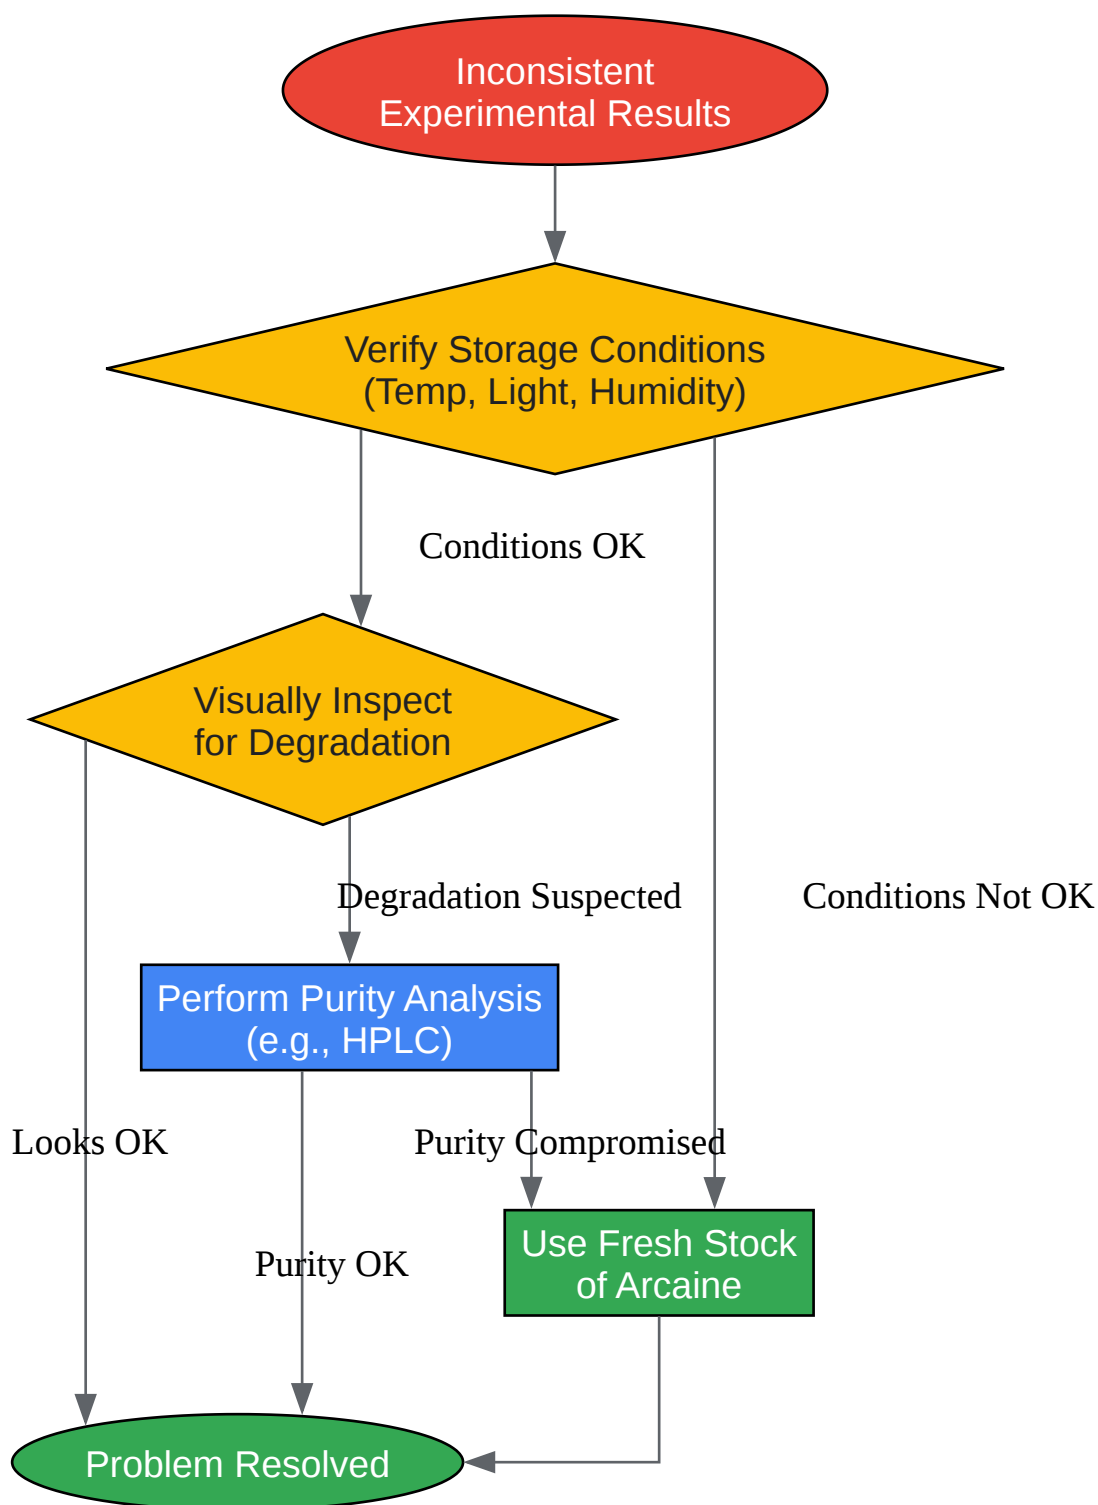 Inconsistent
Experimental Results
Verify Storage Conditions
(Temp, Light, Humidity)
Conditions OK
Visually Inspect
for Degradation
Degradation Suspected
Conditions Not OK
Perform Purity Analysis
(e.g., HPLC)
Looks OK
Purity Compromised
Use Fresh Stock
of Arcaine
Purity OK
Problem Resolved